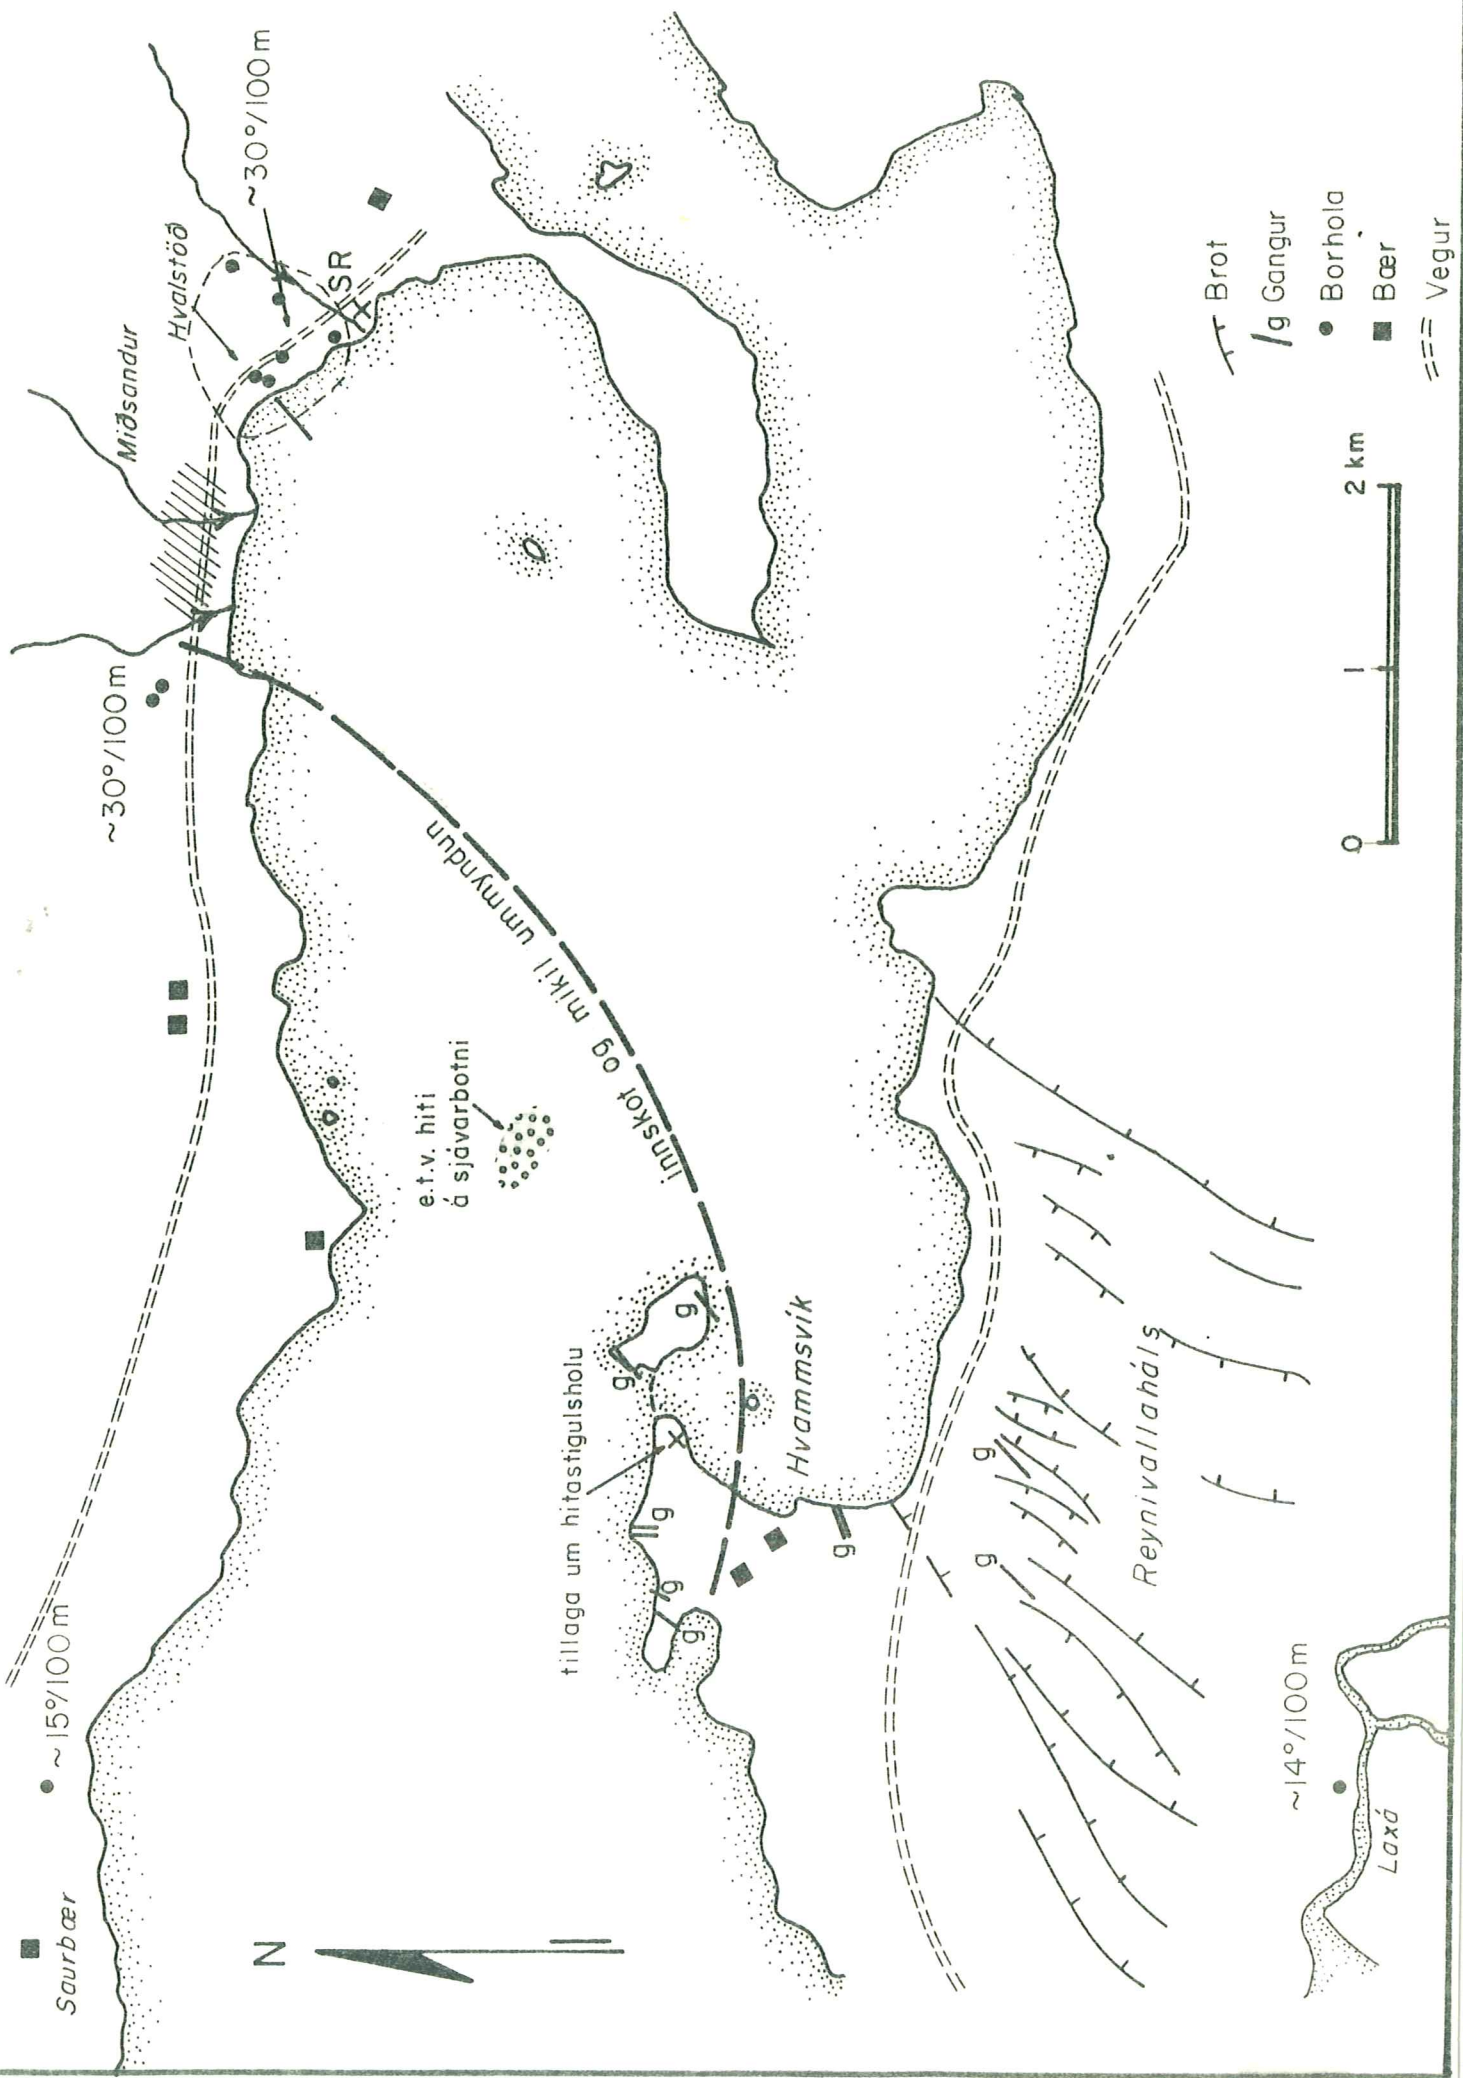 Saurbær
~15°/100m
~30°/100m
Miðsandur
Hvalstöð
~30°/100m
SR
N
e.t.v. hiti
á sjávarbotni
innskot og mikil ummyndun
tillaga um hitastigulsholu
g
g
g
g
g
Hvammsvík
g
g
g
Reynivallaháls
~14°/100m
Laxá
0
1
2 km
Brot
g Gangur
Borhola
Bær
Vegur